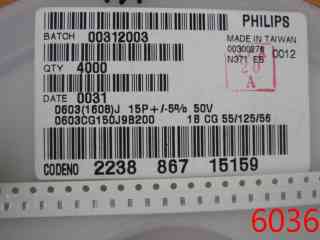 PHILIPS
BATCH 00312003
MADE IN TAIWAN
00300876 0012
QTY 4000
N371 ES
20
A
DATE 0031
0603(1608)J 15P+/-5% 50V
0603CG150J9B200 1B CG 55/125/56
CODENO 2238 867 15159
6036